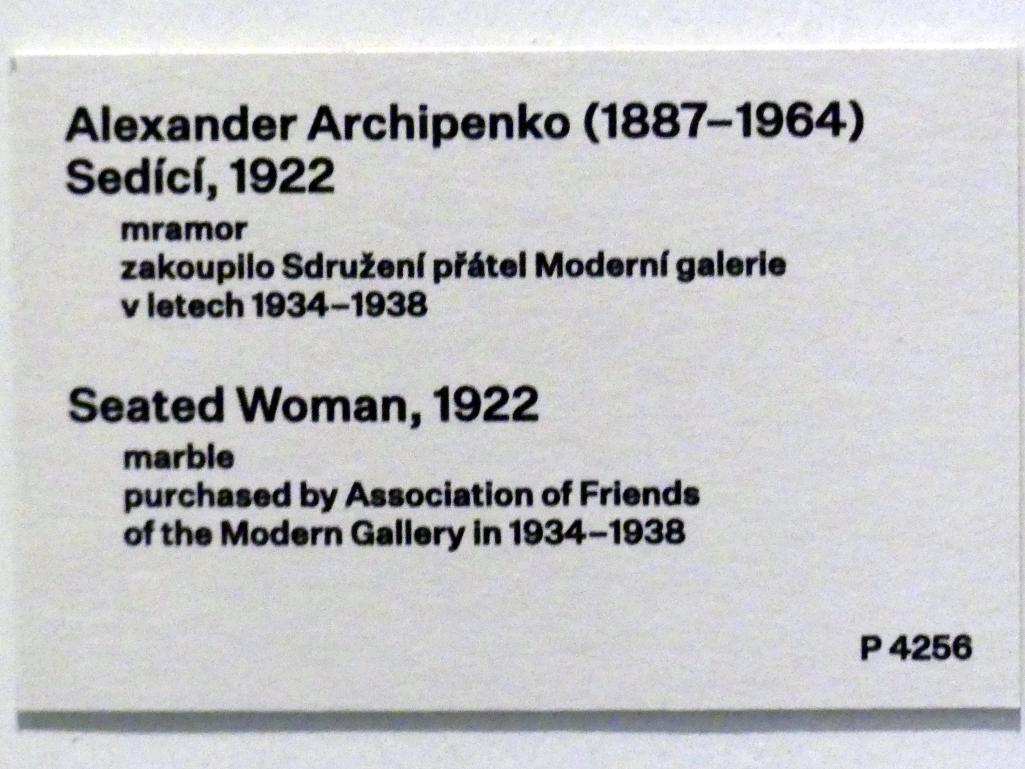 Alexander Archipenko (1887–1964)
Sedící, 1922
mramor
zakoupilo Sdružení přátel Moderní galerie
v letech 1934–1938
Seated Woman, 1922
marble
purchased by Association of Friends
of the Modern Gallery in 1934–1938
P 4256